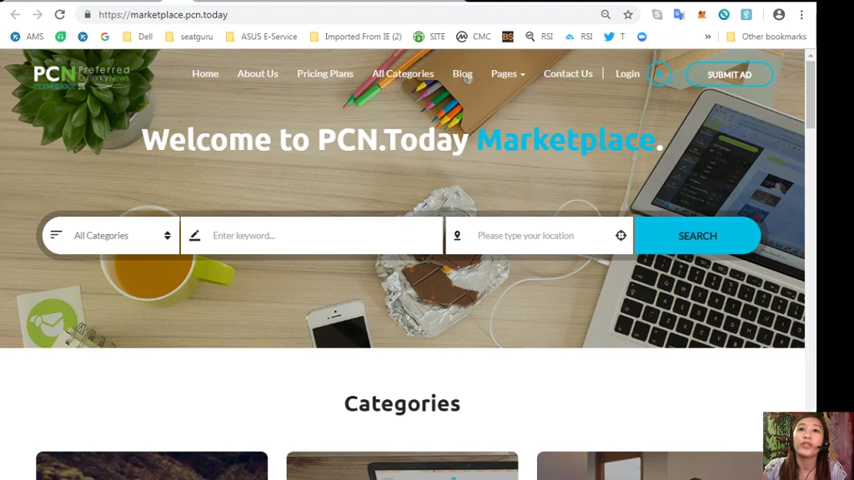 https://marketplace.pcn.today
AMS
Dell
seatguru
ASUS E-Service
Imported From IE (2)
SITE
CMC
BS
RSI
RSI
T
»
Other bookmarks
PCN Preferred
CurrencyNews
marketplace
Home
About Us
Pricing Plans
All Categories
Blog
Pages
Contact Us
Login
SUBMIT AD
Welcome to PCN.Today Marketplace.
All Categories
Enter keyword...
Please type your location
SEARCH
Categories